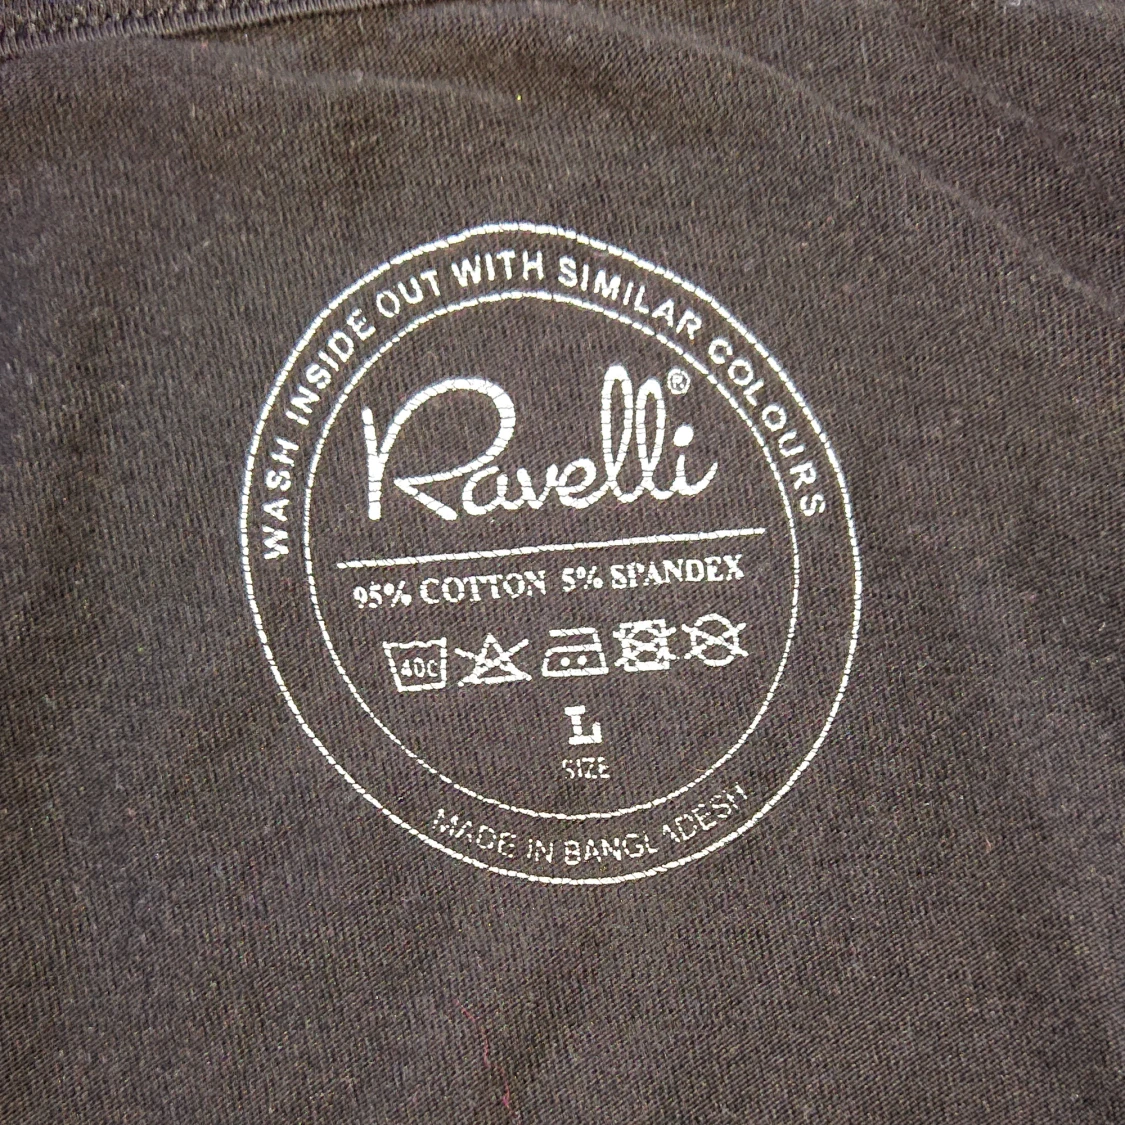 WASH INSIDE OUT WITH SIMILAR COLOURS
Ravelli®
95% COTTON 5% SPANDEX
40C
L
SIZE
MADE IN BANGLADESH